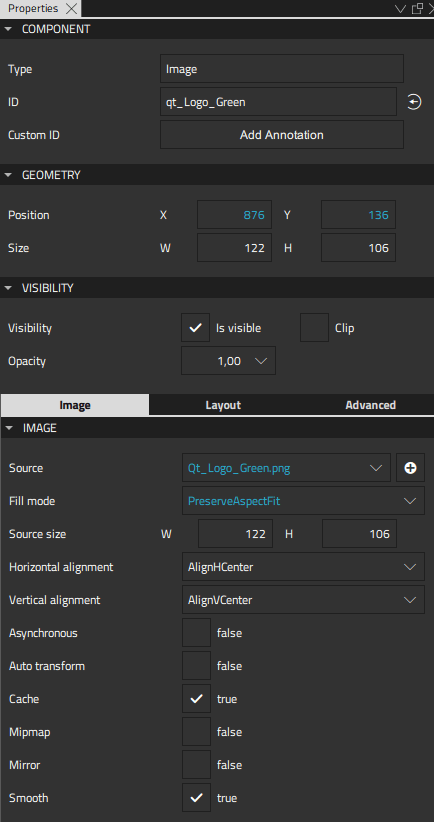 Properties
COMPONENT
Type Image
ID qt_Logo_Green
Custom ID Add Annotation
GEOMETRY
Position X 876 Y 136
Size W 122 H 106
VISIBILITY
Visibility Is visible Clip
Opacity 1,00
Image Layout Advanced
IMAGE
Source Qt_Logo_Green.png
Fill mode PreserveAspectFit
Source size W 122 H 106
Horizontal alignment AlignHCenter
Vertical alignment AlignVCenter
Asynchronous false
Auto transform false
Cache true
Mipmap false
Mirror false
Smooth true